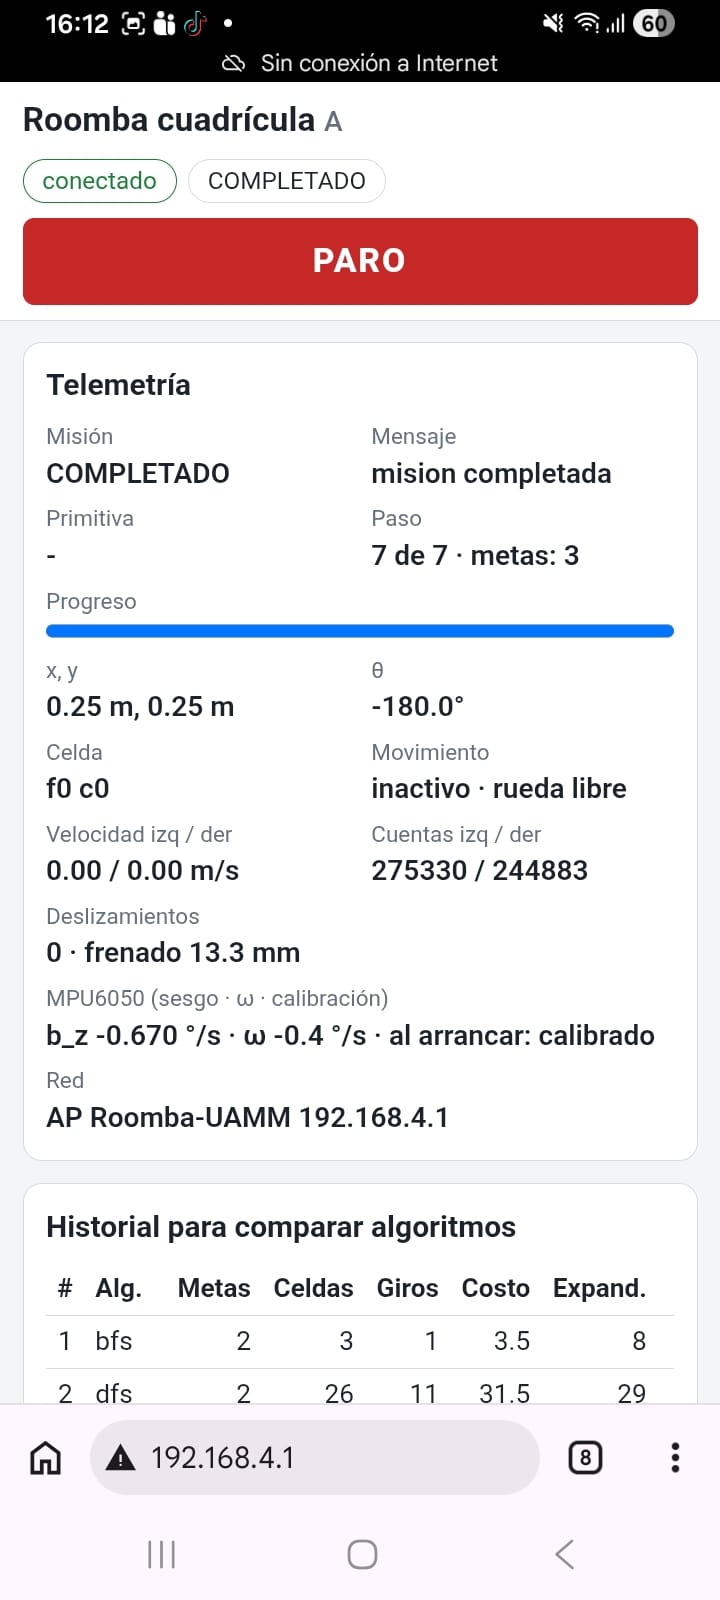 16:12
60
Sin conexión a Internet
Roomba cuadrícula A
conectado COMPLETADO
PARO
Telemetría
Misión Mensaje
COMPLETADO mision completada
Primitiva Paso
- 7 de 7 · metas: 3
Progreso
x, y θ
0.25 m, 0.25 m -180.0°
Celda Movimiento
f0 c0 inactivo · rueda libre
Velocidad izq / der Cuentas izq / der
0.00 / 0.00 m/s 275330 / 244883
Deslizamientos
0 · frenado 13.3 mm
MPU6050 (sesgo · ω · calibración)
b_z -0.670 °/s · ω -0.4 °/s · al arrancar: calibrado
Red
AP Roomba-UAMM 192.168.4.1
Historial para comparar algoritmos
# Alg. Metas Celdas Giros Costo Expand.
1 bfs 2 3 1 3.5 8
2 dfs 2 26 11 31.5 29
192.168.4.1
8